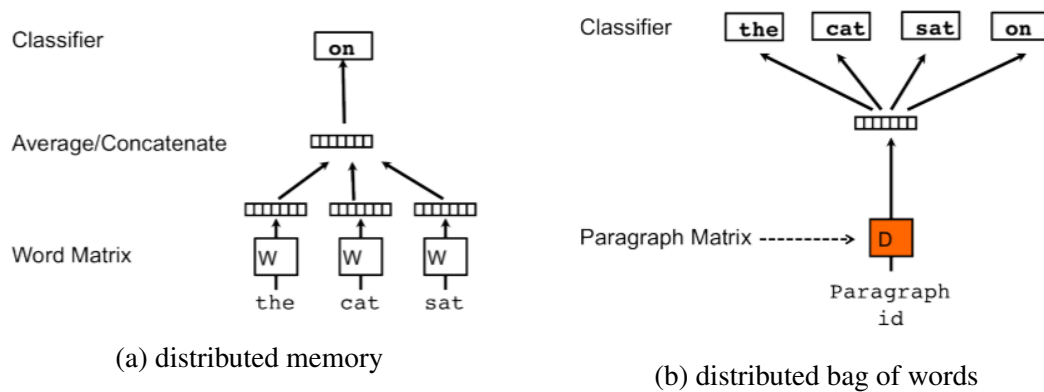 Classifier
on
Average/Concatenate
Word Matrix
W W W
the cat sat
(a) distributed memory
Classifier
the cat sat on
Paragraph Matrix
D
Paragraph
id
(b) distributed bag of words